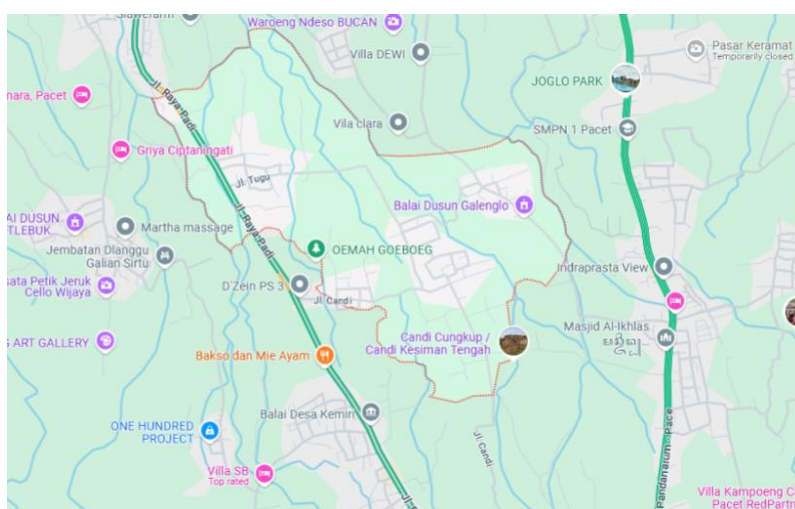 Waroeng Ndeso BUCAN
Villa DEWI
Pasar Keramat
Temporarily closed
JOGLO PARK
nara, Pacet
Jl. Raya Padi
Vila clara
SMPN 1 Pacet
Griya Ciptaningati
Jl. Tugu
Balai Dusun Galenglo
AI DUSUN
TLEBUK
Martha massage
Jl. Raya Padi
Jembatan Dlanggu
Galian Sirtu
OEMAH GOEBOEG
Indraprasta View
sata Petik Jeruk
Cello Wijaya
D'Zein PS 3
Jl. Candi
Masjid Al-Ikhlas
G ART GALLERY
Candi Cungkup /
Candi Kesiman Tengah
Bakso dan Mie Ayam
Balai Desa Kemiri
ONE HUNDRED
PROJECT
Jl. Candi
Pandanarum - Pace
Villa SB
Top rated
Villa Kampoeng C
Pacet RedPartn